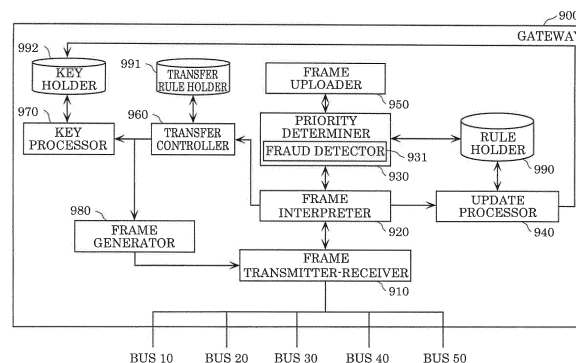 900
GATEWAY
992
KEY
HOLDER
991
TRANSFER
RULE HOLDER
FRAME
UPLOADER
950
970
KEY
PROCESSOR
960
TRANSFER
CONTROLLER
PRIORITY
DETERMINER
FRAUD DETECTOR
931
930
RULE
HOLDER
990
980
FRAME
GENERATOR
FRAME
INTERPRETER
920
UPDATE
PROCESSOR
940
FRAME
TRANSMITTER-RECEIVER
910
BUS 10 BUS 20 BUS 30 BUS 40 BUS 50